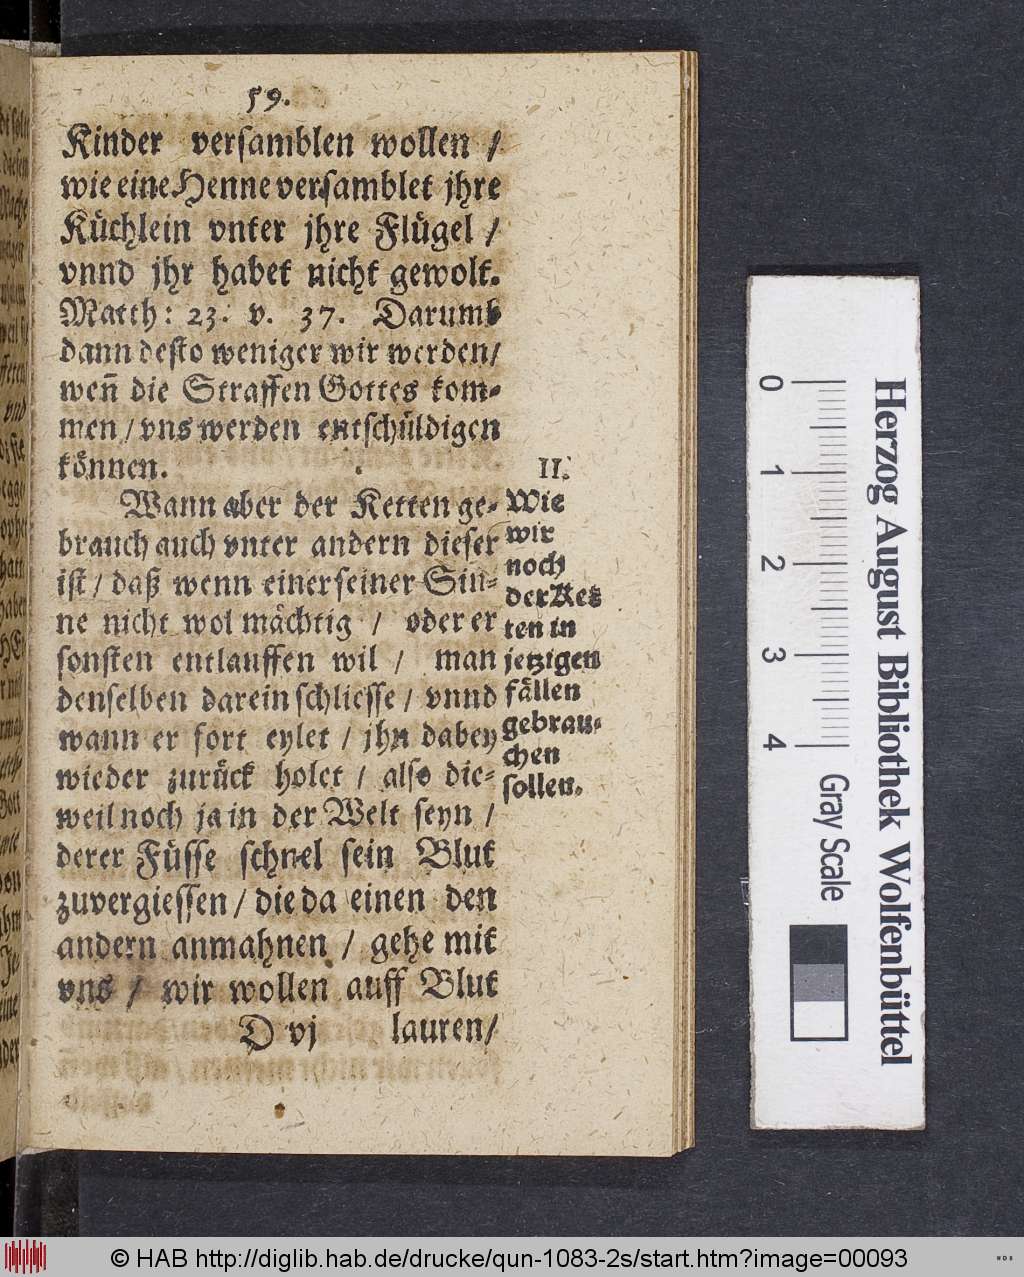 59.
Kinder verſamblen wollen /
wie eine Henne verſamblet jhre
Küchlein vnter jhre Flügel /
vnnd jhr habet nicht gewolt.
Matth: 23. v. 37. Darumb
dann deſto weniger wir werden/
weñ die Straffen Gottes kom-
men / vns werden entſchüldigen
können.
Wann aber der Ketten ge-
brauch auch vnter andern dieſer
iſt / daß wenn einer ſeiner Sin-
ne nicht wol mächtig / oder er
ſonſten entlauffen wil / man
denſelben darein ſchlieſſe / vnnd
wann er fort eylet / jhn dabey
wieder zurück holet / alſo die-
weil noch ja in der Welt ſeyn /
derer Füſſe ſchnel ſein Blut
zuvergieſſen / die da einen den
andern anmahnen / gehe mit
vns / wir wollen auff Blut
D vj lauren/
II.
Wie
wir
noch
der Ket
ten in
jetzigen
fällen
gebrau-
chen
ſollen.
0 1 2 3 4
Gray Scale
Herzog August Bibliothek Wolfenbüttel
© HAB http://diglib.hab.de/drucke/qun-1083-2s/start.htm?image=00093